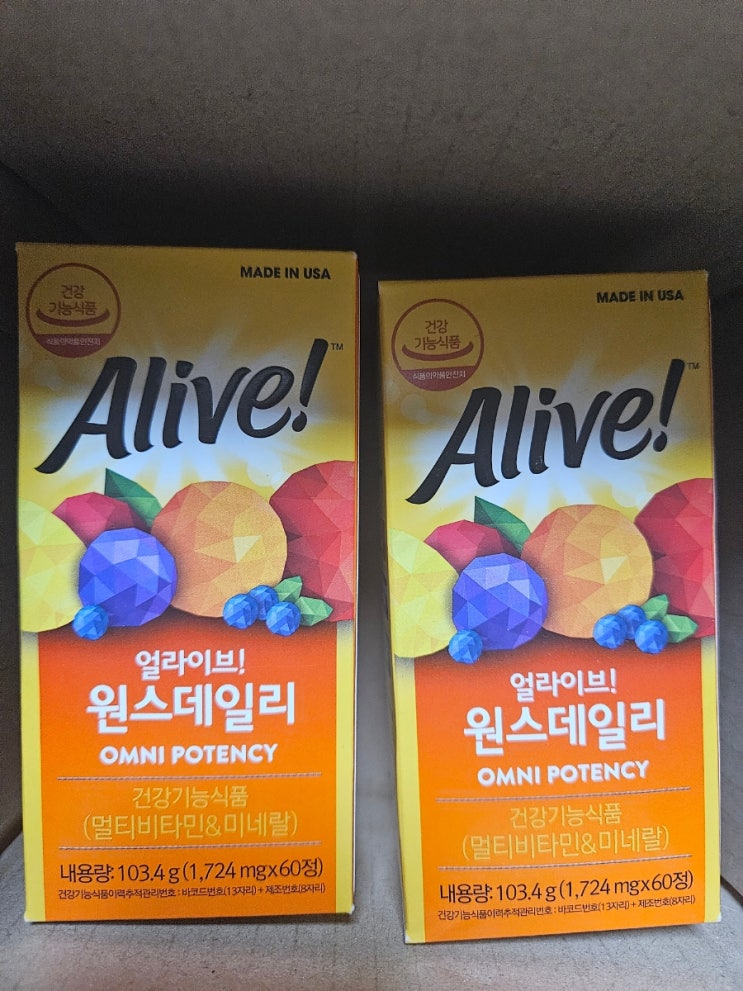 MADE IN USA
건강
기능식품
식품의약품안전처
Alive!™
얼라이브!
원스데일리
OMNI POTENCY
건강기능식품
(멀티비타민&미네랄)
내용량: 103.4 g (1,724 mg x 60정)
건강기능식품이력추적관리번호 : 바코드번호(13자리) + 제조번호(8자리)
MADE IN USA
건강
기능식품
식품의약품안전처
Alive!™
얼라이브!
원스데일리
OMNI POTENCY
건강기능식품
(멀티비타민&미네랄)
내용량: 103.4 g (1,724 mg x 60정)
건강기능식품이력추적관리번호 : 바코드번호(13자리) + 제조번호(8자리)